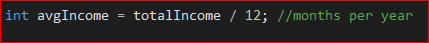 int avgIncome = totalIncome / 12; //months per year